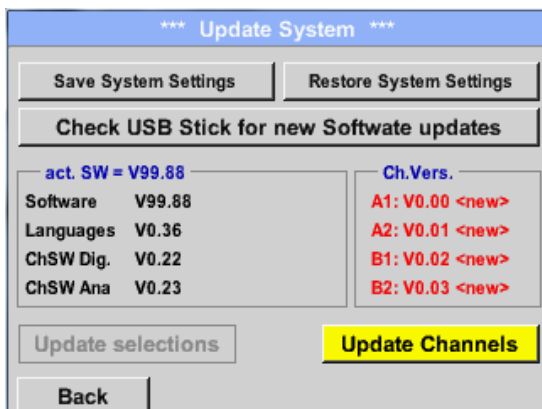 *** Update System ***
Save System Settings
Restore System Settings
Check USB Stick for new Softwate updates
act. SW = V99.88
Software V99.88
Languages V0.36
ChSW Dig. V0.22
ChSW Ana V0.23
Ch.Vers.
A1: V0.00 <new>
A2: V0.01 <new>
B1: V0.02 <new>
B2: V0.03 <new>
Update selections
Update Channels
Back